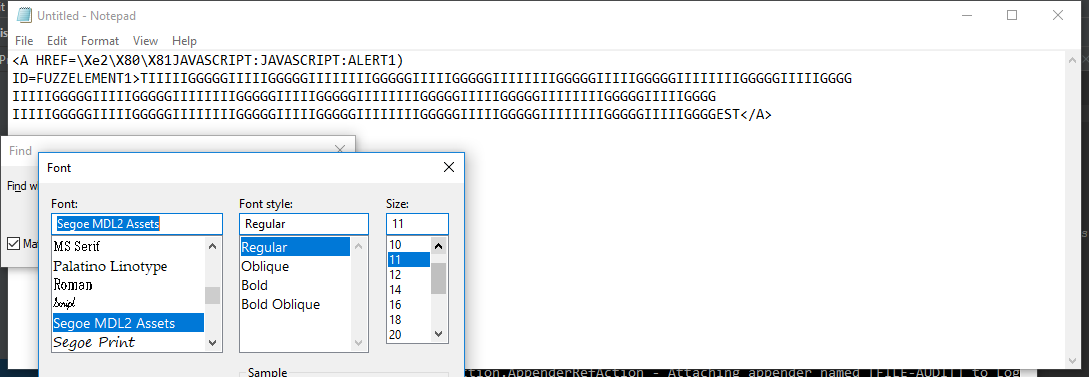 Untitled - Notepad
File Edit Format View Help
<A HREF=\Xe2\X80\X81JAVASCRIPT:JAVASCRIPT:ALERT1)
ID=FUZZELEMENT1>TIIIIIGGGGGIIIIIGGGGGIIIIIIIIGGGGGIIIIIGGGGGIIIIIIIIGGGGGIIIIIGGGGGIIIIIIIIGGGGGIIIIIGGGG
IIIIIGGGGGIIIIIGGGGGIIIIIIIIGGGGGIIIIIGGGGGIIIIIIIIGGGGGIIIIIGGGGGIIIIIIIIGGGGGIIIIIGGGG
IIIIIGGGGGIIIIIGGGGGIIIIIIIIGGGGGIIIIIGGGGGIIIIIIIIGGGGGIIIIIGGGGGIIIIIIIIGGGGGIIIIIGGGGEST</A>
Find
Font
Find w
Font: Font style: Size:
Segoe MDL2 Assets Regular 11
MS Serif Regular 10
Palatino Linotype Oblique 11
Roman Bold 12
Script Bold Oblique 14
Segoe MDL2 Assets 16
Segoe Print 18
20
Sample
ction.AppenderRefAction - Attaching appender named [FILE-AUDIT] to Log